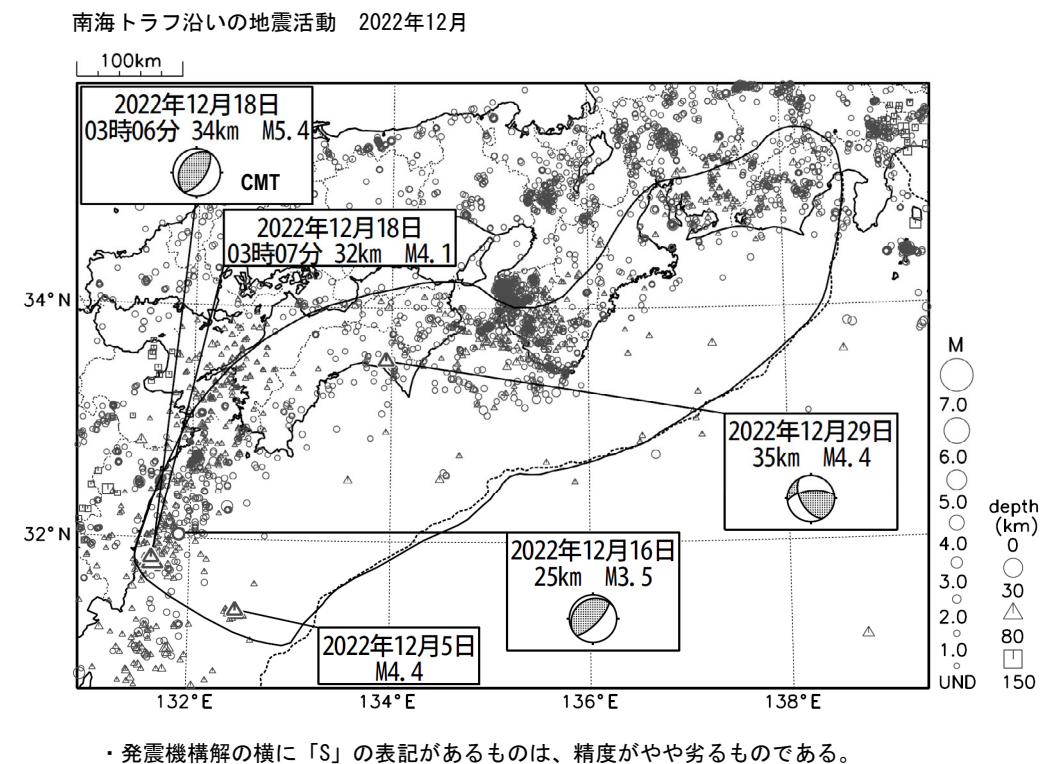 南海トラフ沿いの地震活動　2022年12月
100km
2022年12月18日
03時06分 34km M5.4
CMT
2022年12月18日
03時07分 32km M4.1
34°N
M
7.0
6.0
5.0
4.0
3.0
2.0
1.0
UND
2022年12月29日
35km M4.4
depth
(km)
0
30
80
150
32°N
2022年12月16日
25km M3.5
2022年12月5日
M4.4
132°E
134°E
136°E
138°E
・発震機構解の横に「S」の表記があるものは、精度がやや劣るものである。